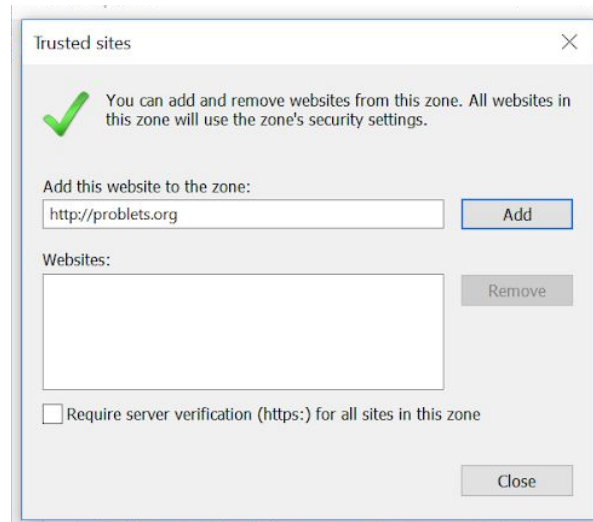 Trusted sites
You can add and remove websites from this zone. All websites in
this zone will use the zone's security settings.
Add this website to the zone:
http://problets.org
Add
Websites:
Remove
Require server verification (https:) for all sites in this zone
Close